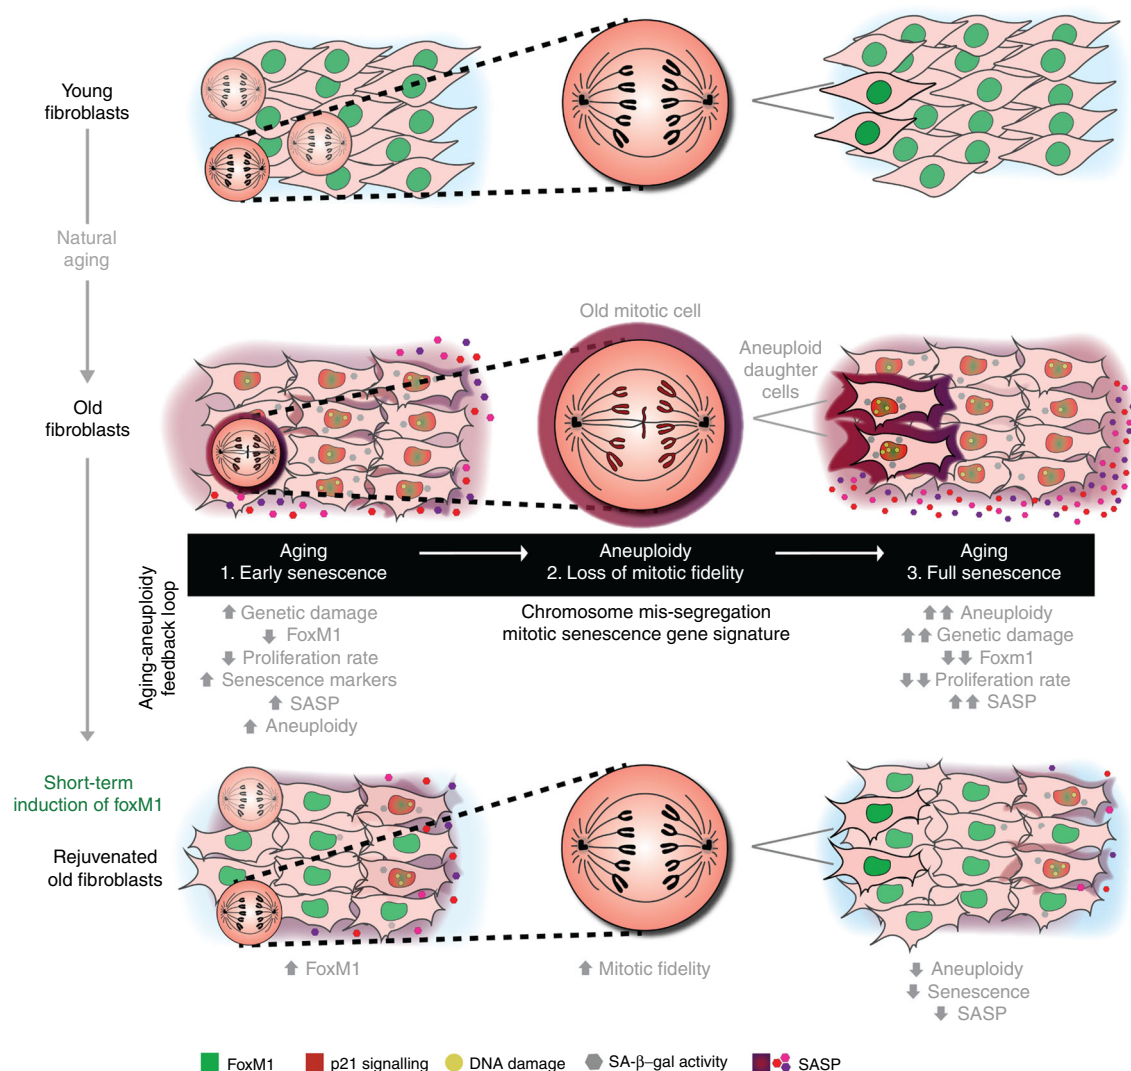 Young
fibroblasts
Natural
aging
Old mitotic cell
Aneuploid
daughter
cells
Old
fibroblasts
Aging-aneuploidy
feedback loop
Aging
1. Early senescence
Aneuploidy
2. Loss of mitotic fidelity
Aging
3. Full senescence
Genetic damage
FoxM1
Proliferation rate
Senescence markers
SASP
Aneuploidy
Chromosome mis-segregation
mitotic senescence gene signature
Aneuploidy
Genetic damage
Foxm1
Proliferation rate
SASP
Short-term
induction of foxM1
Rejuvenated
old fibroblasts
FoxM1
Mitotic fidelity
Aneuploidy
Senescence
SASP
FoxM1
p21 signalling
DNA damage
SA-β–gal activity
SASP